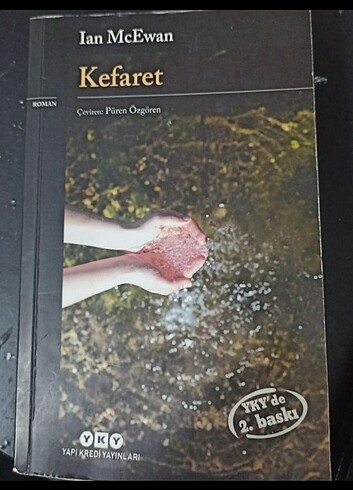 Ian McEwan
Kefaret
ROMAN
Çeviren: Püren Özgören
YKY'de
2. baskı
YKY
YAPI KREDİ YAYINLARI